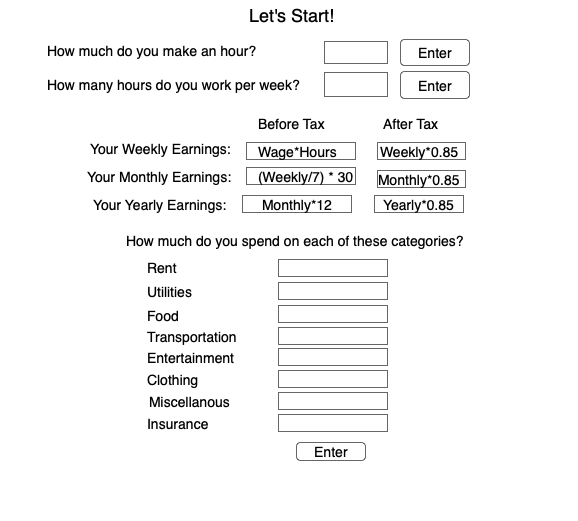 Let's Start!
How much do you make an hour? Enter
How many hours do you work per week? Enter
Before Tax After Tax
Your Weekly Earnings: Wage*Hours Weekly*0.85
Your Monthly Earnings: (Weekly/7) * 30 Monthly*0.85
Your Yearly Earnings: Monthly*12 Yearly*0.85
How much do you spend on each of these categories?
Rent
Utilities
Food
Transportation
Entertainment
Clothing
Miscellanous
Insurance
Enter